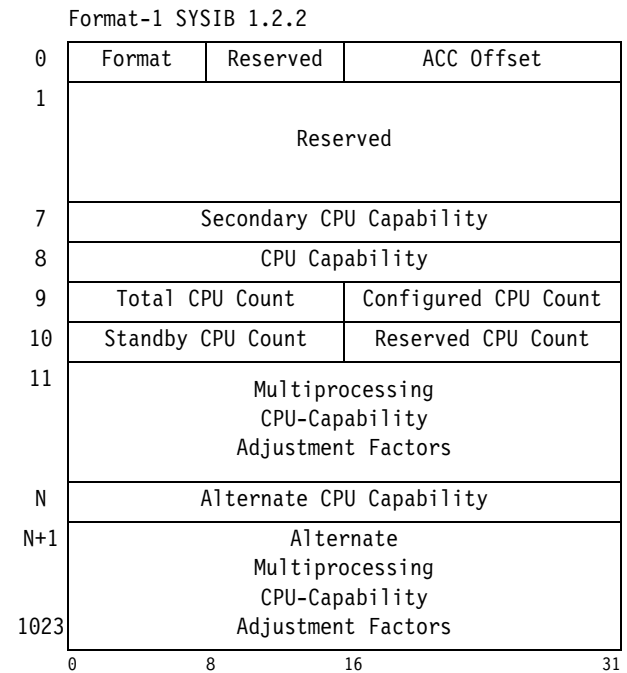 Format-1 SYSIB 1.2.2
0 Format Reserved ACC Offset
1
Reserved
7 Secondary CPU Capability
8 CPU Capability
9 Total CPU Count Configured CPU Count
10 Standby CPU Count Reserved CPU Count
11
Multiprocessing
CPU-Capability
Adjustment Factors
N Alternate CPU Capability
N+1 Alternate
Multiprocessing
CPU-Capability
1023 Adjustment Factors
0 8 16 31